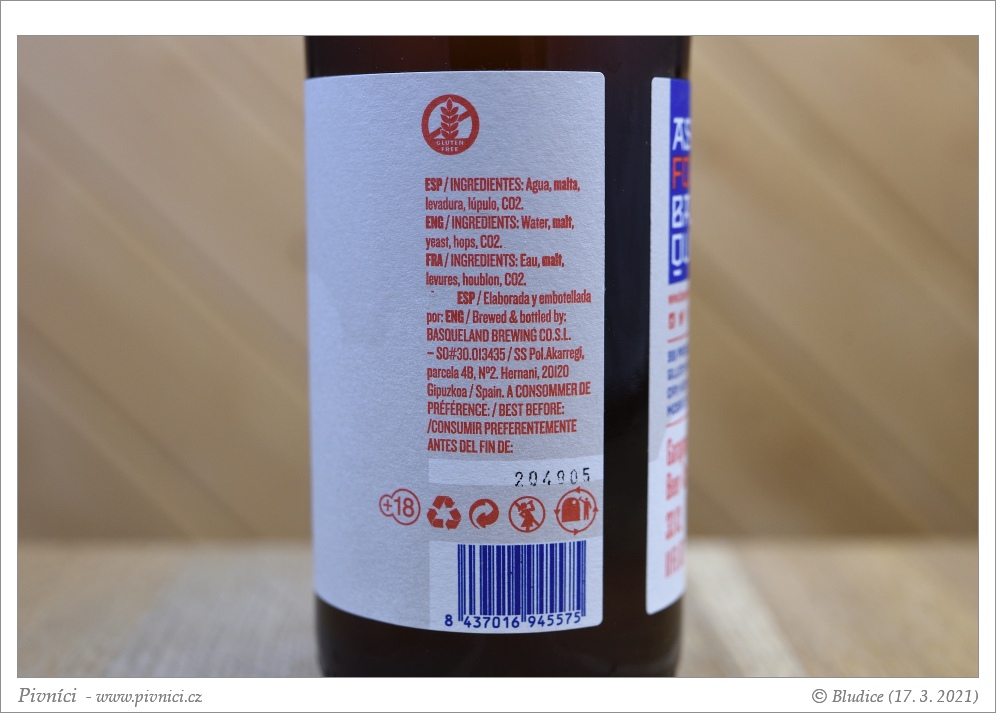 GLUTEN
FREE
ESP / INGREDIENTES: Agua, malta,
levadura, lúpulo, CO2.
ENG / INGREDIENTS: Water, malt,
yeast, hops, CO2.
FRA / INGREDIENTS: Eau, malt,
levures, houblon, CO2.
ESP / Elaborada y embotellada
por: ENG / Brewed & bottled by:
BASQUELAND BREWING CO.S.L.
– SO#30.013435 / SS Pol.Akarregi,
parcela 4B, Nº2. Hernani, 20120
Gipuzkoa / Spain. A CONSOMMER DE
PRÉFÉRENCE: / BEST BEFORE:
/CONSUMIR PREFERENTEMENTE
ANTES DEL FIN DE:
204905
+18
8 437016 945575
Pivníci - www.pivnici.cz
© Bludice (17. 3. 2021)